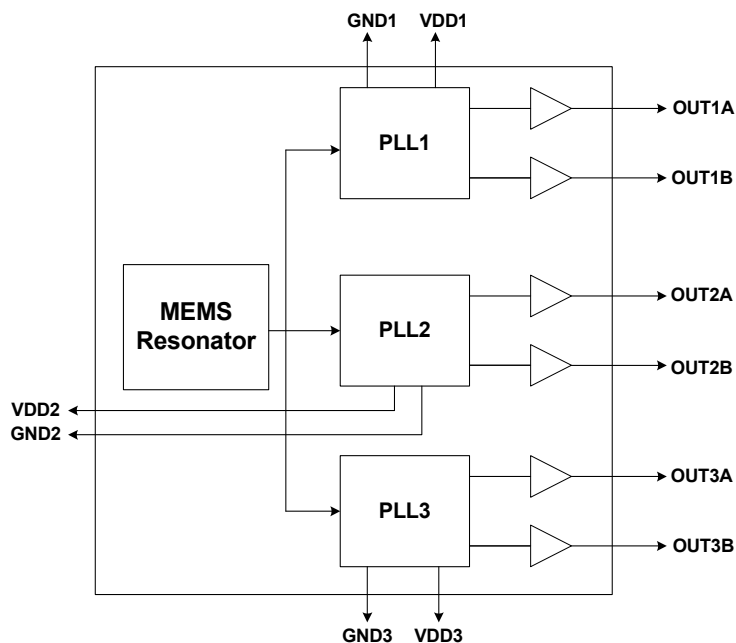 GND1 VDD1
OUT1A
PLL1
OUT1B
MEMS
Resonator
OUT2A
PLL2
OUT2B
VDD2
GND2
OUT3A
PLL3
OUT3B
GND3 VDD3